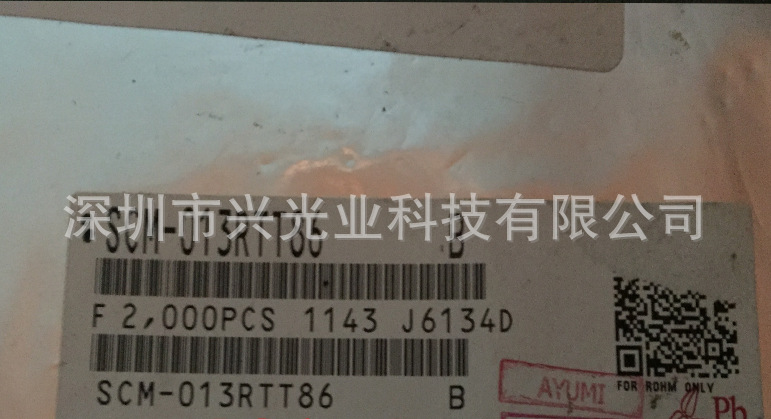 深圳市兴光业科技有限公司
SCM-013RTT86 B
F 2,000PCS 1143 J6134D
SCM-013RTT86 B
AYUMI
FOR ROHM ONLY
Pb